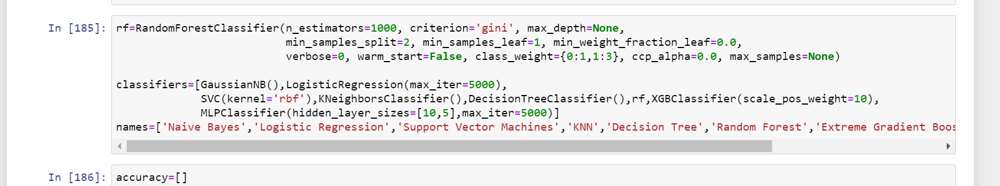 In [185]:
rf=RandomForestClassifier(n_estimators=1000, criterion='gini', max_depth=None,
min_samples_split=2, min_samples_leaf=1, min_weight_fraction_leaf=0.0,
verbose=0, warm_start=False, class_weight={0:1,1:3}, ccp_alpha=0.0, max_samples=None)
classifiers=[GaussianNB(),LogisticRegression(max_iter=5000),
SVC(kernel='rbf'),KNeighborsClassifier(),DecisionTreeClassifier(),rf,XGBClassifier(scale_pos_weight=10),
MLPClassifier(hidden_layer_sizes=[10,5],max_iter=5000)]
names=['Naive Bayes','Logistic Regression','Support Vector Machines','KNN','Decision Tree','Random Forest','Extreme Gradient Boos
In [186]:
accuracy=[]